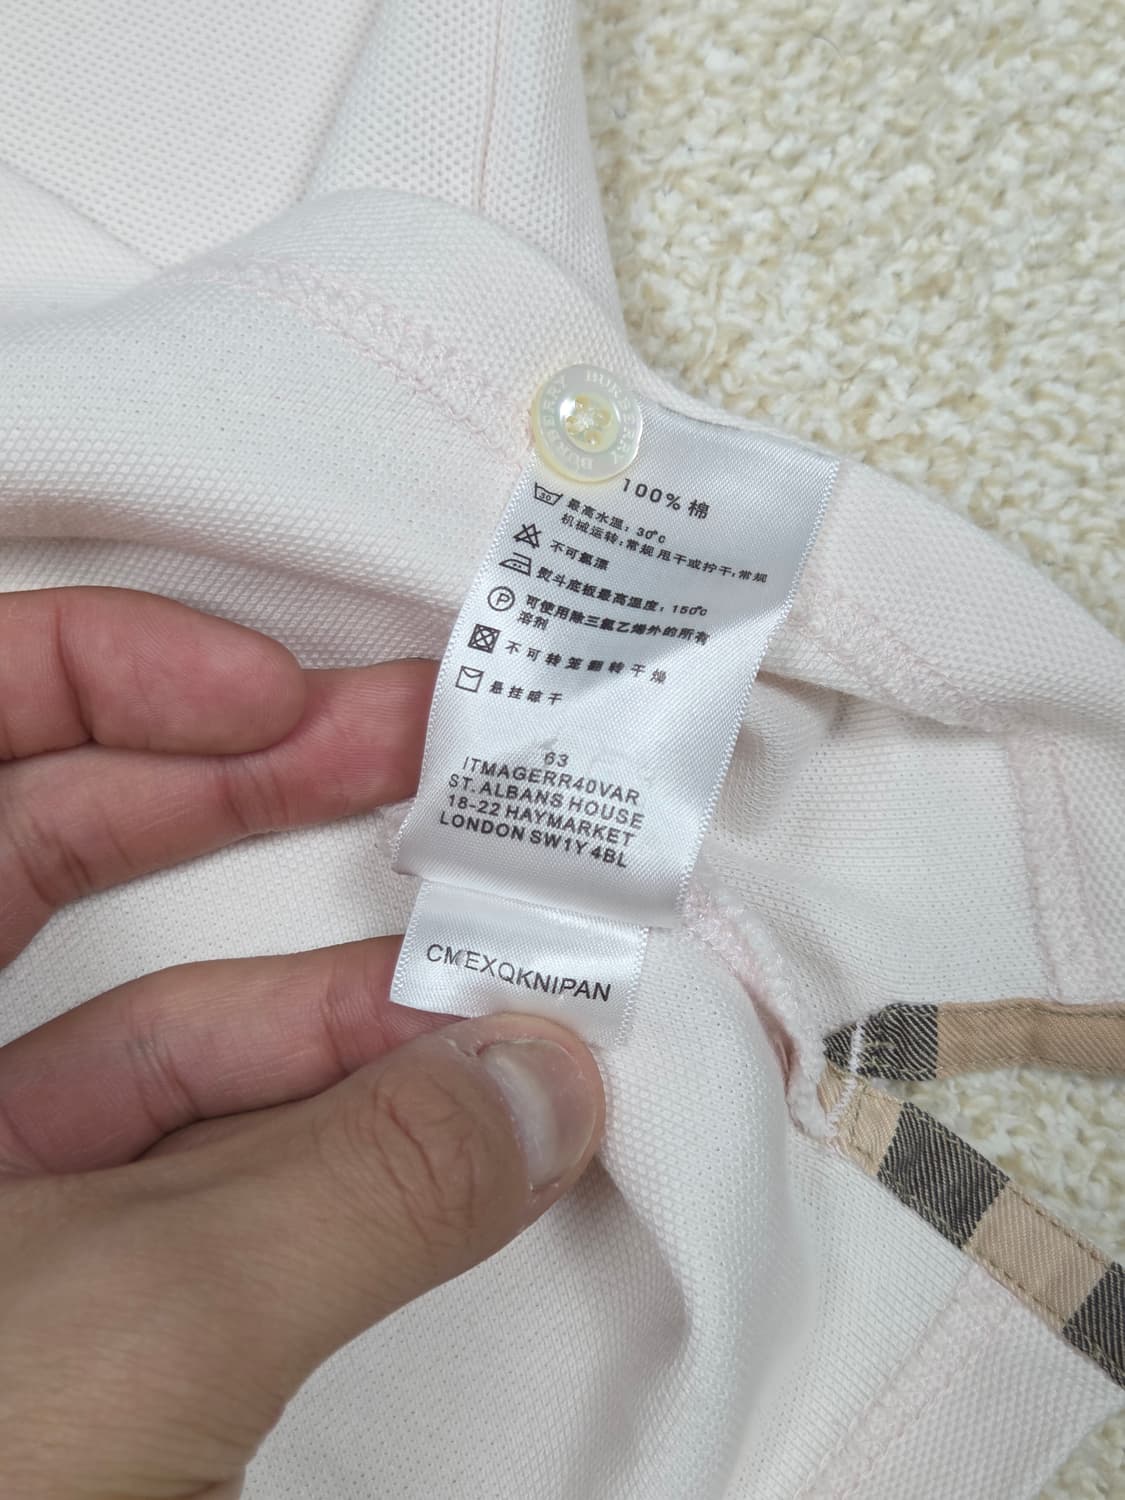 BURBERRY BURBERRY
100% 棉
30
最高水温：30°c
机械运转：常规 甩干或拧干：常规
不可氯漂
熨斗底板最高温度：150°c
P
可使用除三氯乙烯外的所有
溶剂
不可转笼翻转干燥
悬挂晾干
63
ITMAGERR40VAR
ST. ALBANS HOUSE
18-22 HAYMARKET
LONDON SW1Y 4BL
CMEXQKNIPAN